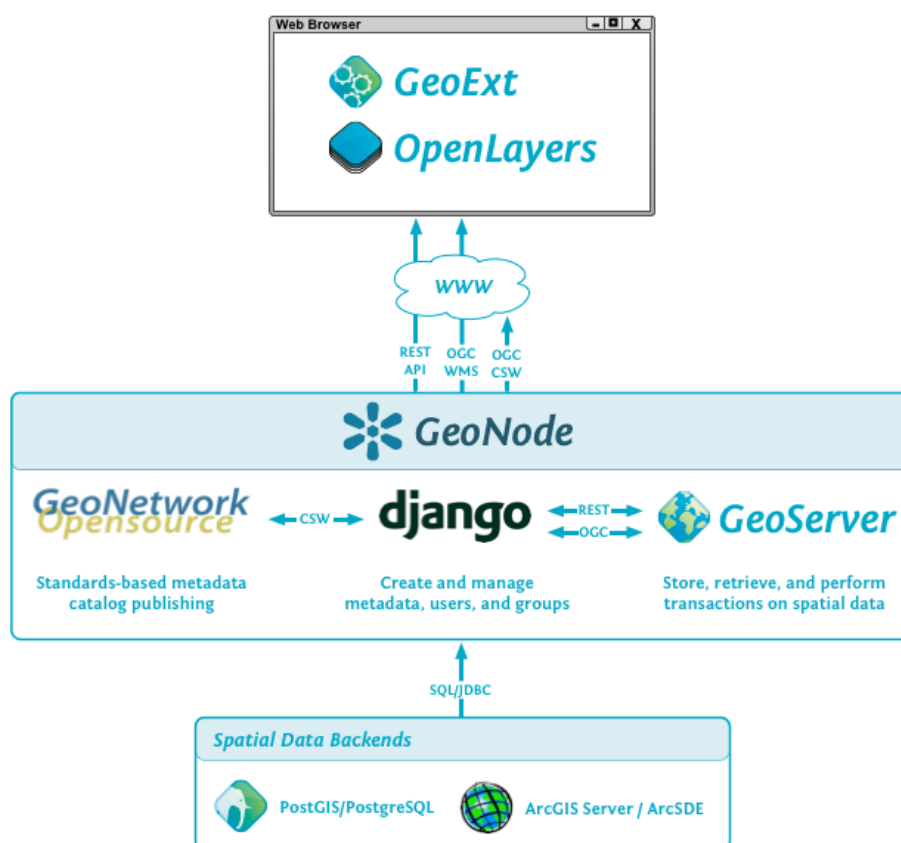 Web Browser
X
GeoExt
OpenLayers
www
REST
API
OGC
WMS
OGC
CSW
GeoNode
GeoNetwork
Opensource
CSW
django
REST
OGC
GeoServer
Standards-based metadata
catalog publishing
Create and manage
metadata, users, and groups
Store, retrieve, and perform
transactions on spatial data
SQL/JDBC
Spatial Data Backends
PostGIS/PostgreSQL
ArcGIS Server / ArcSDE